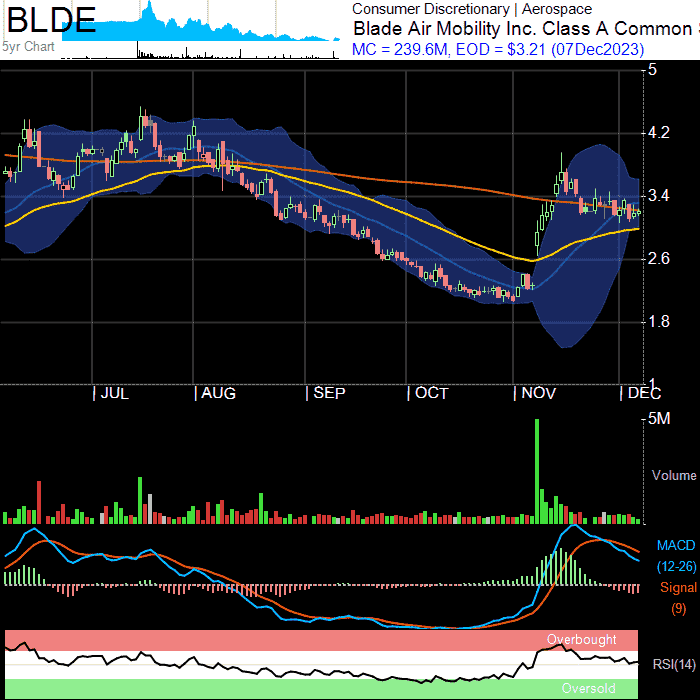 BLDE
5yr Chart
Consumer Discretionary | Aerospace
Blade Air Mobility Inc. Class A Common
MC = 239.6M, EOD = $3.21 (07Dec2023)
5
4.2
3.4
2.6
1.8
1
JUL
AUG
SEP
OCT
NOV
DEC
5M
Volume
MACD
(12-26)
Signal
(9)
Overbought
RSI(14)
Oversold